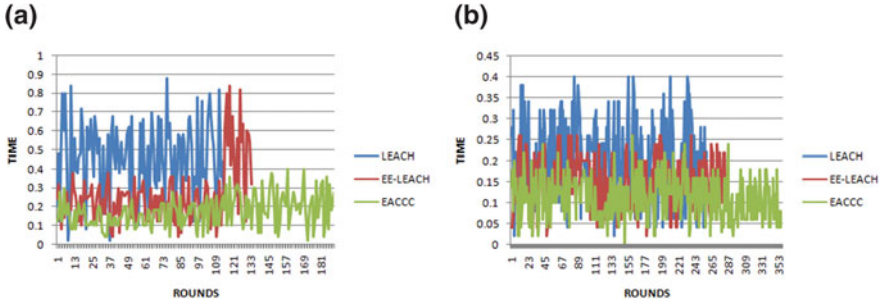 (a)
1
0.9
0.8
0.7
0.6
0.5
0.4
0.3
0.2
0.1
0
TIME
1 13 25 37 49 61 73 85 97 109 121 133 145 157 169 181
ROUNDS
LEACH
EE-LEACH
EACCC
(b)
0.45
0.4
0.35
0.3
0.25
0.2
0.15
0.1
0.05
0
TIME
1 23 45 67 89 111 133 155 177 199 221 243 265 287 309 331 353
ROUNDS
LEACH
EE-LEACH
EACCC